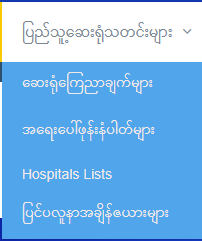 ပြည်သူ့ဆေးရုံသတင်းများ
ဆေးရုံကြေညာချက်များ
အရေးပေါ်ဖုန်းနံပါတ်များ
Hospitals Lists
ပြင်ပလူနာအချိန်ဇယားများ